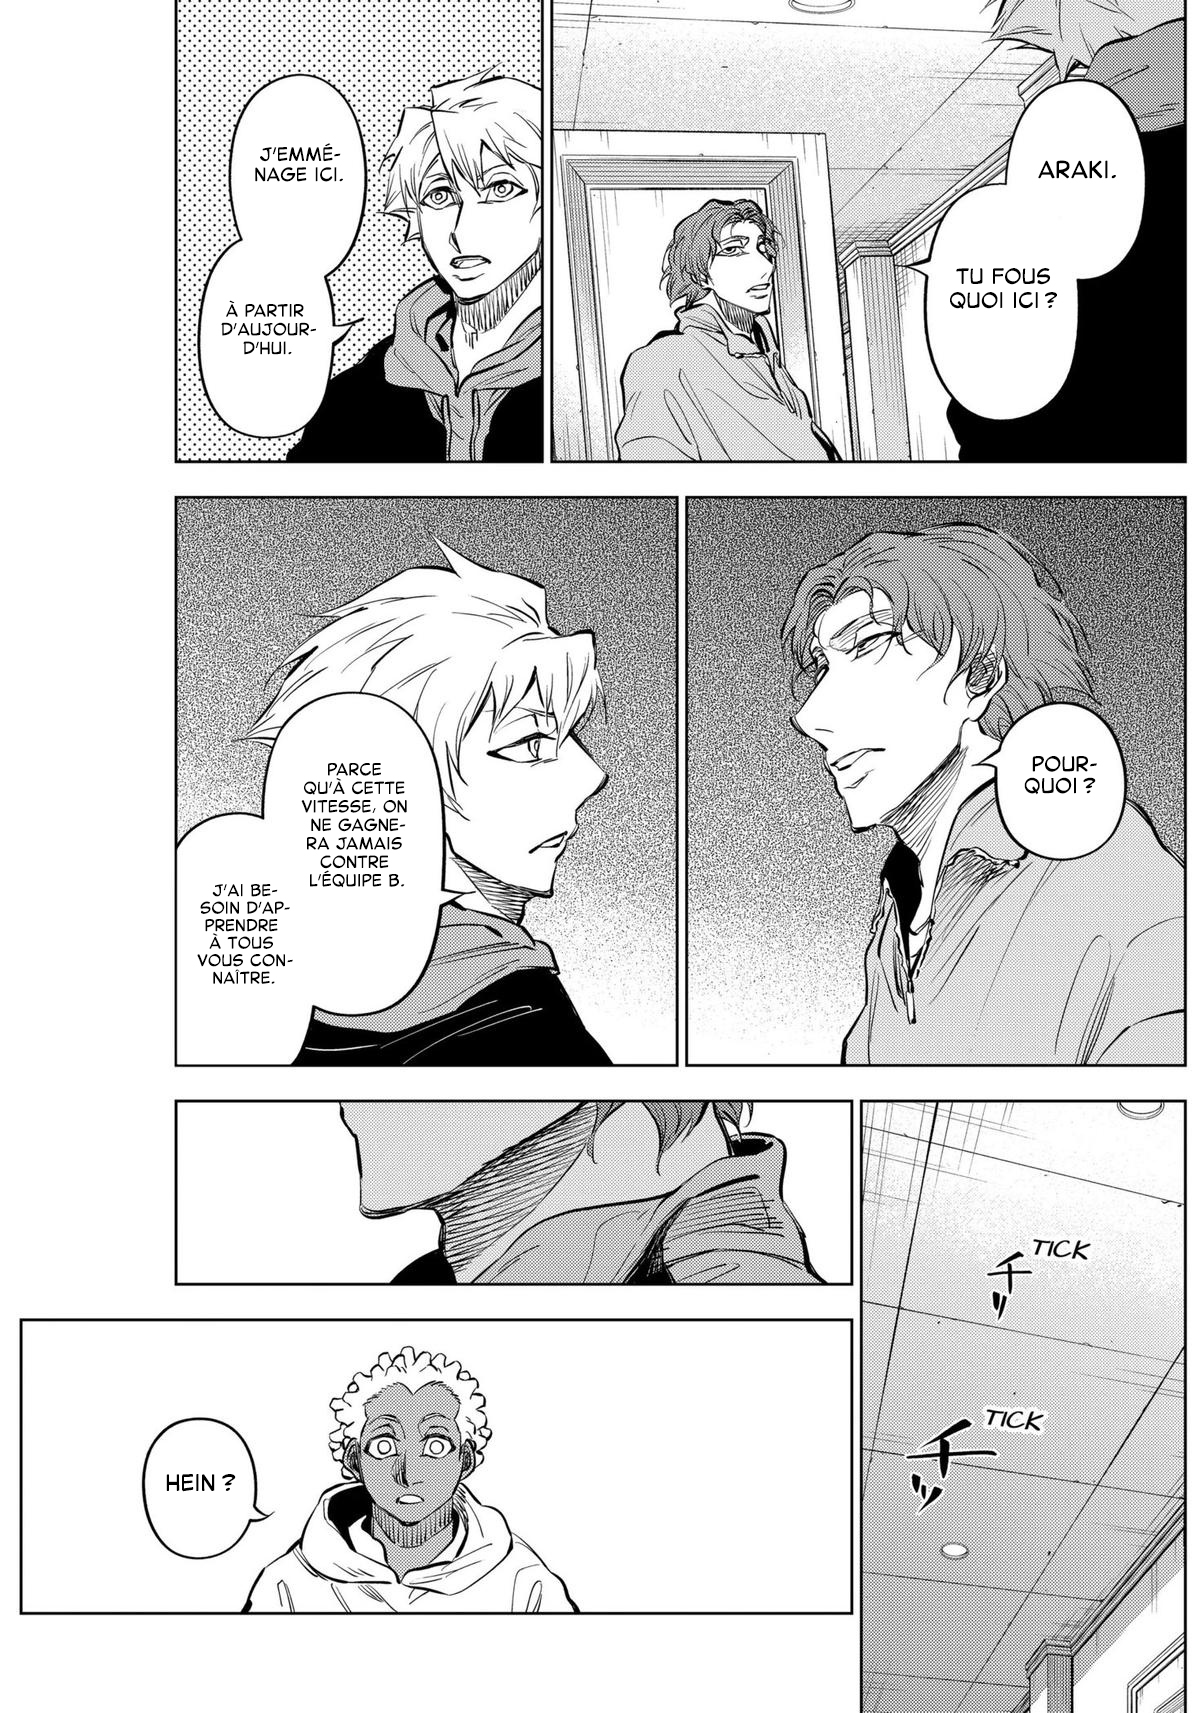 ARAKI.
TU FOUS
QUOI ICI ?
J'EMMÉ-
NAGE ICI.
À PARTIR
D'AUJOUR-
D'HUI.
POUR-
QUOI ?
PARCE
QU'À CETTE
VITESSE, ON
NE GAGNE-
RA JAMAIS
CONTRE
L'ÉQUIPE B.
J'AI BE-
SOIN D'AP-
PRENDRE
À TOUS
VOUS CON-
NAÎTRE.
TICK
チッ
TICK
チッ
HEIN ?